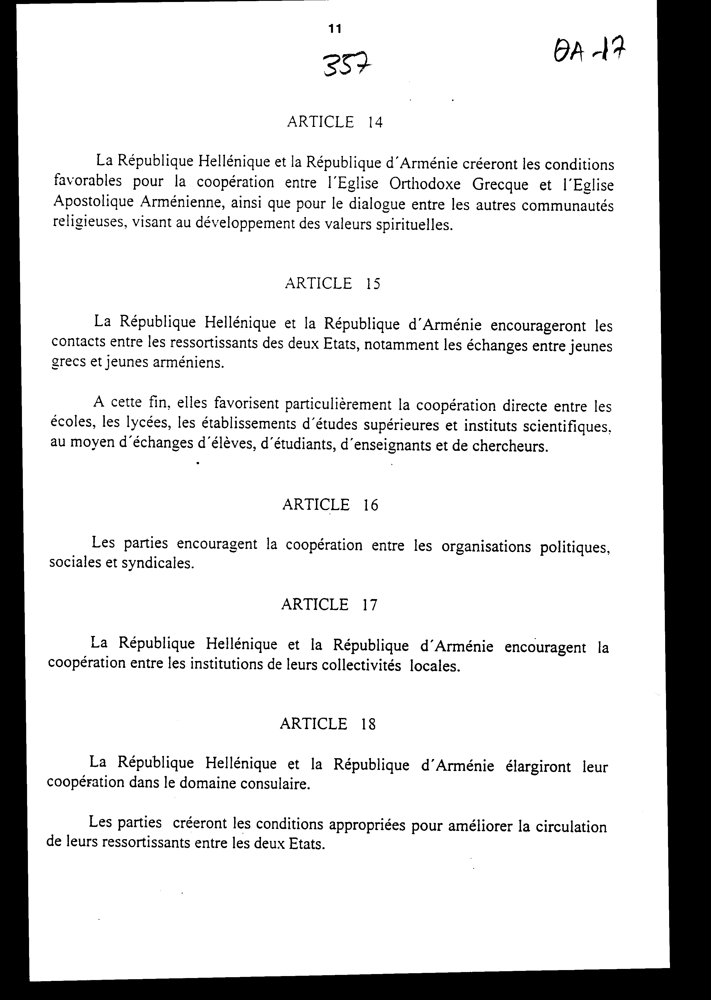 11
357
ΘΑ-17
ARTICLE 14
La République Hellénique et la République d´Arménie créeront les conditions
favorables pour la coopération entre l´Eglise Orthodoxe Grecque et l´Eglise
Apostolique Arménienne, ainsi que pour le dialogue entre les autres communautés
religieuses, visant au développement des valeurs spirituelles.
ARTICLE 15
La République Hellénique et la République d´Arménie encourageront les
contacts entre les ressortissants des deux Etats, notamment les échanges entre jeunes
grecs et jeunes arméniens.
A cette fin, elles favorisent particulièrement la coopération directe entre les
écoles, les lycées, les établissements d´études supérieures et instituts scientifiques,
au moyen d´échanges d´élèves, d´étudiants, d´enseignants et de chercheurs.
ARTICLE 16
Les parties encouragent la coopération entre les organisations politiques,
sociales et syndicales.
ARTICLE 17
La République Hellénique et la République d´Arménie encouragent la
coopération entre les institutions de leurs collectivités locales.
ARTICLE 18
La République Hellénique et la République d´Arménie élargiront leur
coopération dans le domaine consulaire.
Les parties créeront les conditions appropriées pour améliorer la circulation
de leurs ressortissants entre les deux Etats.